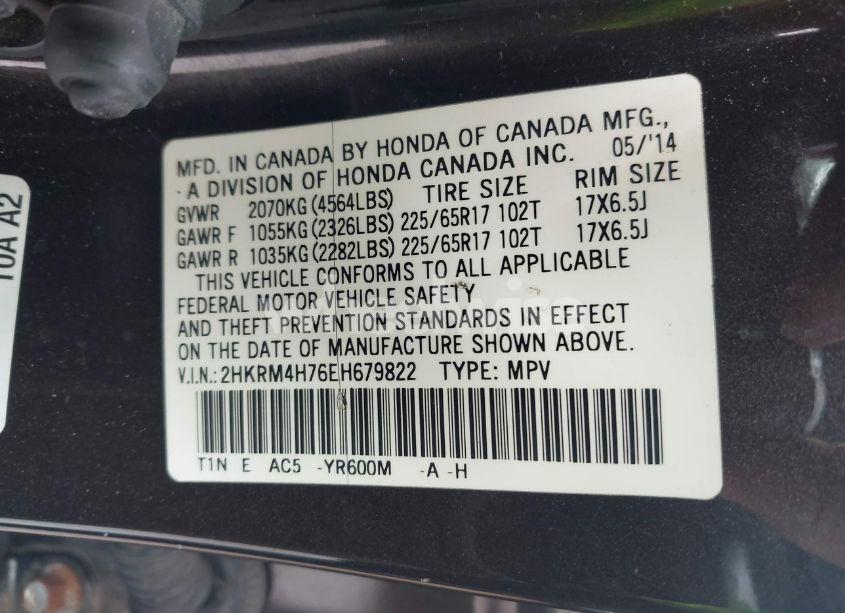 MFD. IN CANADA BY HONDA OF CANADA MFG.,
- A DIVISION OF HONDA CANADA INC. 05/'14
GVWR 2070KG (4564LBS) TIRE SIZE RIM SIZE
GAWR F 1055KG (2326LBS) 225/65R17 102T 17X6.5J
GAWR R 1035KG (2282LBS) 225/65R17 102T 17X6.5J
THIS VEHICLE CONFORMS TO ALL APPLICABLE
FEDERAL MOTOR VEHICLE SAFETY
AND THEFT PREVENTION STANDARDS IN EFFECT
ON THE DATE OF MANUFACTURE SHOWN ABOVE.
V.I.N.: 2HKRM4H76EH679822 TYPE: MPV
T1N E AC5 -YR600M -A -H
10A A2